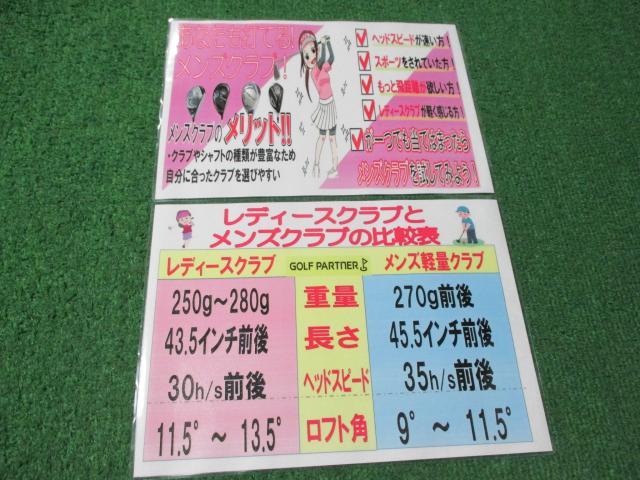 女性でも打てる!
メンズクラブ!
メンズクラブのメリット!!
・クラブやシャフトの種類が豊富なため
自分に合ったクラブを選びやすい
ヘッドスピードが速い方!
スポーツをされていた方!
もっと飛距離が欲しい方!
レディースクラブが軽く感じる方!
が一つでも当てはまったら
メンズクラブを試してみよう!
レディースクラブと
メンズクラブの比較表
レディースクラブ GOLF PARTNER メンズ軽量クラブ
250g～280g 重量 270g前後
43.5インチ前後 長さ 45.5インチ前後
30h/s前後 ヘッドスピード 35h/s前後
11.5° ～ 13.5° ロフト角 9° ～ 11.5°